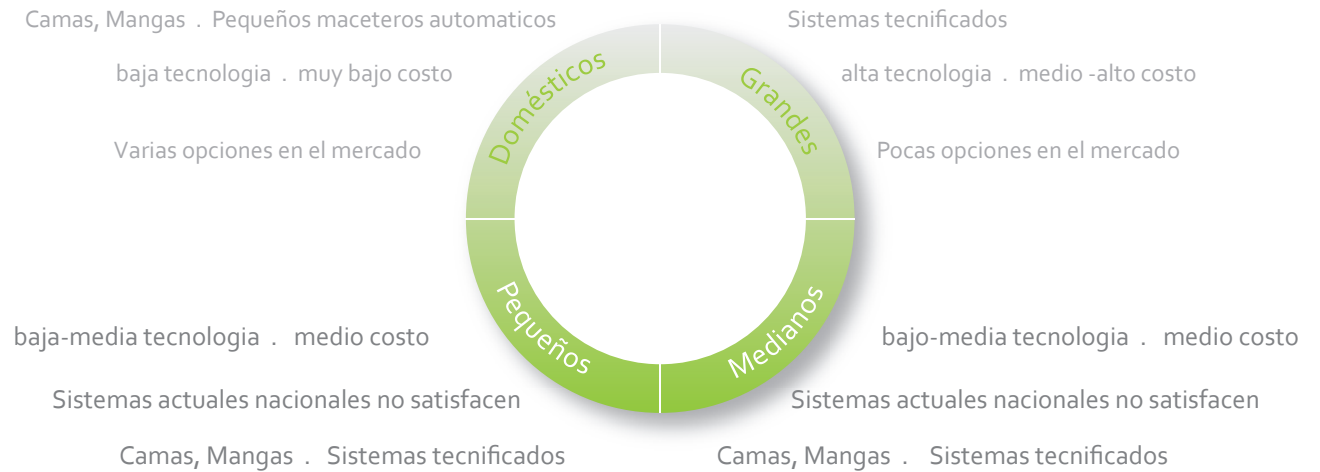 Camas, Mangas . Pequeños maceteros automaticos
baja tecnologia . muy bajo costo
Varias opciones en el mercado
Domésticos
Sistemas tecnificados
alta tecnologia . medio -alto costo
Pocas opciones en el mercado
Grandes
Pequeños
baja-media tecnologia . medio costo
Sistemas actuales nacionales no satisfacen
Camas, Mangas . Sistemas tecnificados
Medianos
bajo-media tecnologia . medio costo
Sistemas actuales nacionales no satisfacen
Camas, Mangas . Sistemas tecnificados